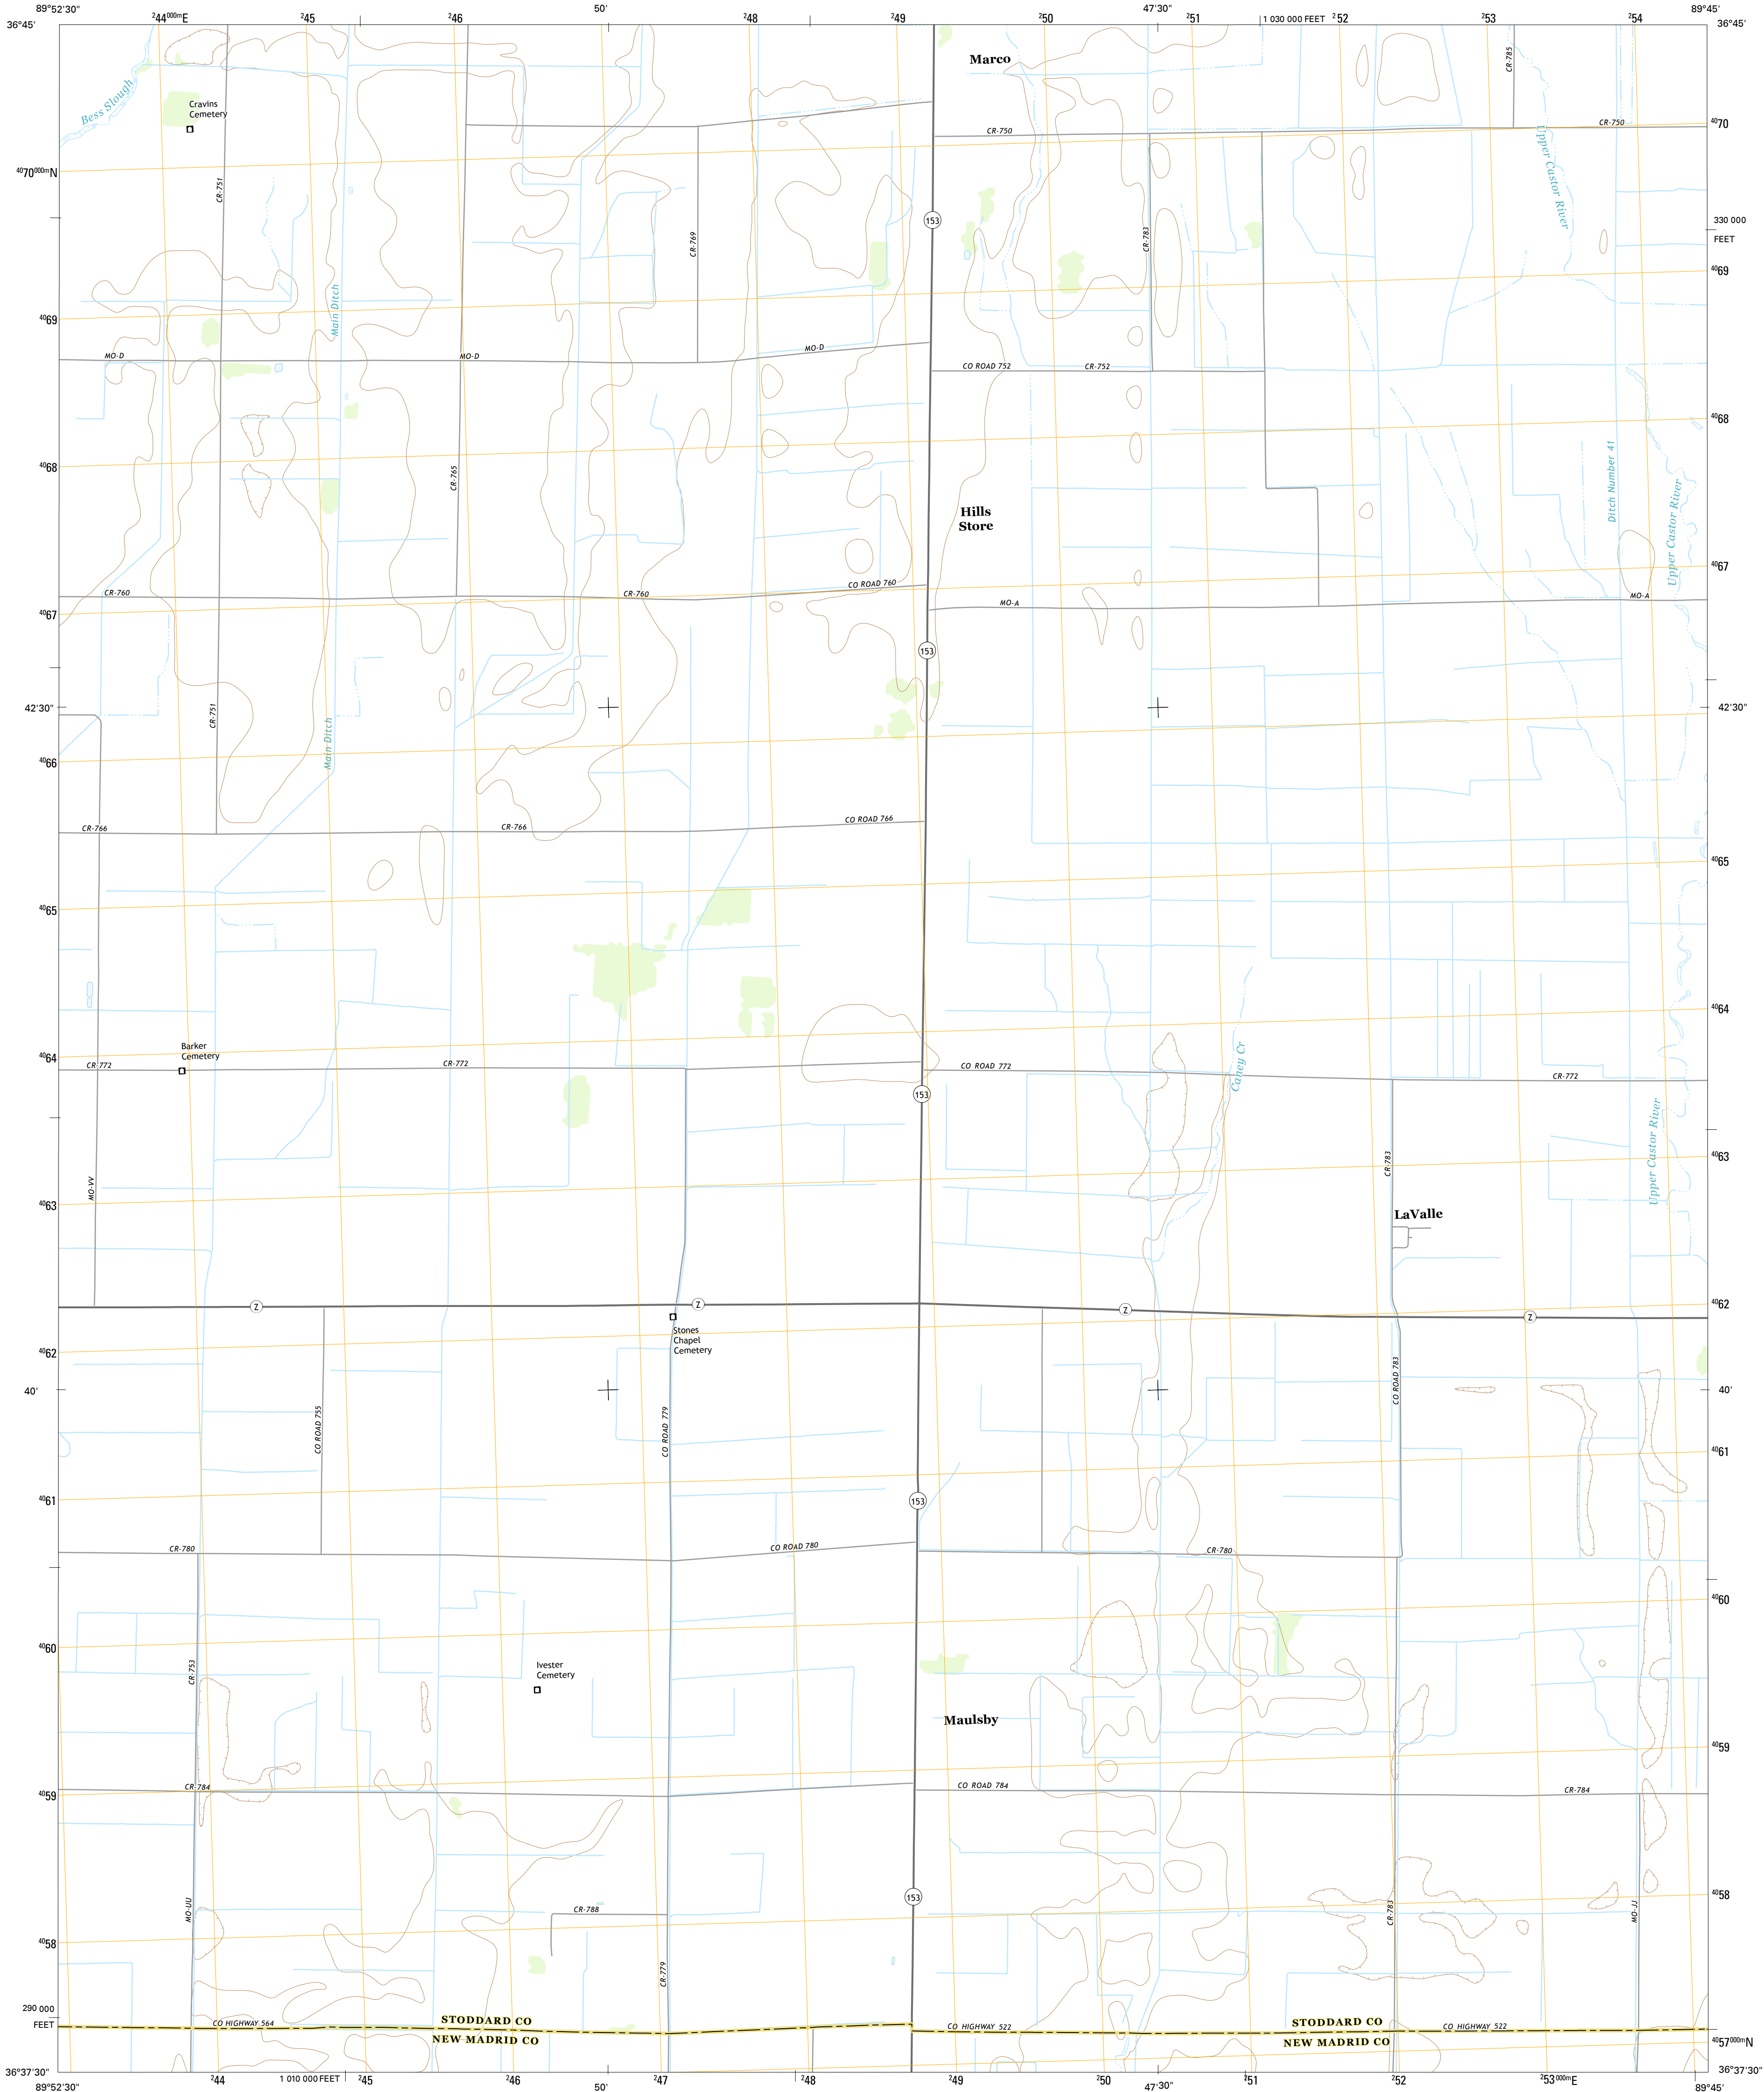 89°52'30"
²44000mE
²45
²46
50'
²48
²49
²50
47'30"
²51
1 030 000 FEET
²52
²53
²54
89°45'
36°45'
36°45'
Marco
CR-785
Bess Slough
Cravins
Cemetery
CR-750
CR-750
⁴⁰70
Upper Castor River
⁴⁰70000mN
CR-751
153
330 000
FEET
CR-769
CR-783
⁴⁰69
Main Ditch
⁴⁰69
MO-D
MO-D
MO-D
CO ROAD 752
CR-752
⁴⁰68
⁴⁰68
CR-765
Ditch Number 41
Upper Castor River
Hills
Store
⁴⁰67
CR-760
CR-760
CO ROAD 760
MO-A
MO-A
⁴⁰67
153
42'30"
CR-751
Main Ditch
42'30"
⁴⁰66
CR-766
CR-766
CO ROAD 766
⁴⁰65
⁴⁰65
⁴⁰64
Barker
Cemetery
⁴⁰64
CR-772
CR-772
CO ROAD 772
Caney Cr
CR-772
153
MO-VV
CR-783
Upper Castor River
⁴⁰63
⁴⁰63
LaValle
Z
Z
Z
Z
⁴⁰62
Stones
Chapel
Cemetery
⁴⁰62
40'
CO ROAD 783
40'
CO ROAD 755
CO ROAD 779
⁴⁰61
⁴⁰61
153
CR-780
CO ROAD 780
CR-780
⁴⁰60
⁴⁰60
CR-753
Ivester
Cemetery
Maulsby
⁴⁰59
CR-784
CO ROAD 784
CR-784
⁴⁰59
MO-UU
CR-788
153
CR-783
MO-JJ
⁴⁰58
⁴⁰58
CR-779
290 000
FEET
CO HIGHWAY 564
STODDARD CO
NEW MADRID CO
CO HIGHWAY 522
STODDARD CO
NEW MADRID CO
CO HIGHWAY 522
⁴⁰57000mN
36°37'30"
36°37'30"
89°52'30"
²44
1 010 000 FEET
²45
²46
50'
²47
²48
²49
²50
47'30"
²51
²52
²53000mE
89°45'